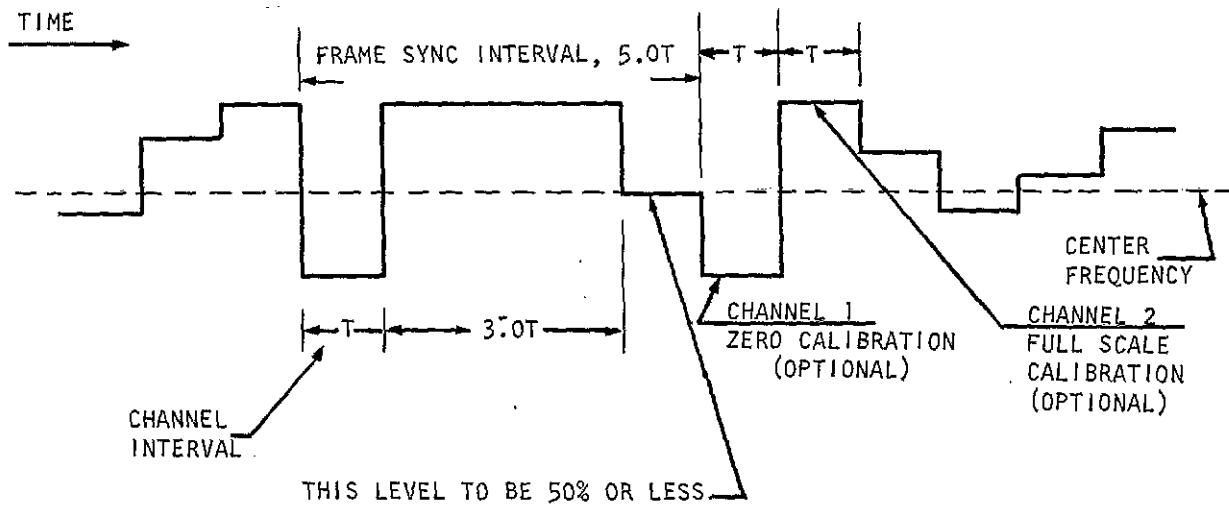 TIME
FRAME SYNC INTERVAL, 5.0T
T
T
T
3.0T
CENTER
FREQUENCY
CHANNEL 1
ZERO CALIBRATION
(OPTIONAL)
CHANNEL 2
FULL SCALE
CALIBRATION
(OPTIONAL)
CHANNEL
INTERVAL
THIS LEVEL TO BE 50% OR LESS